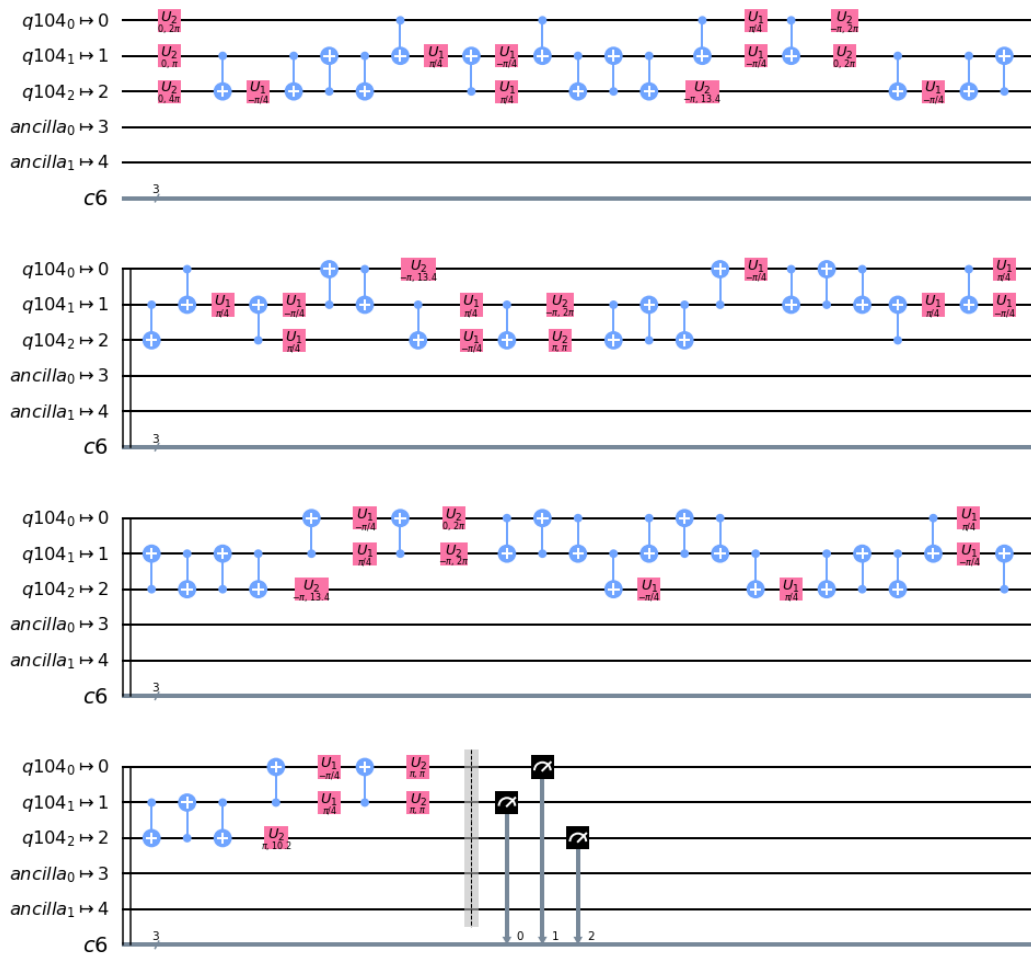 q104₀ ↦ 0 U₂ 0, 2π U₁ π/4 U₂ −π, 2π
q104₁ ↦ 1 U₂ 0, π U₁ π/4 U₁ −π/4 U₁ −π/4 U₂ 0, 2π
q104₂ ↦ 2 U₂ 0, 4π U₁ −π/4 U₁ π/4 U₂ −π, 13.4 U₁ −π/4
ancilla₀ ↦ 3
ancilla₁ ↦ 4
c6 3
q104₀ ↦ 0 U₂ −π, 13.4 U₁ −π/4 U₁ π/4
q104₁ ↦ 1 U₁ π/4 U₁ −π/4 U₁ π/4 U₂ −π, 2π U₁ π/4 U₁ −π/4
q104₂ ↦ 2 U₁ π/4 U₁ −π/4 U₂ π, π
ancilla₀ ↦ 3
ancilla₁ ↦ 4
c6 3
q104₀ ↦ 0 U₁ −π/4 U₂ 0, 2π U₁ π/4
q104₁ ↦ 1 U₁ π/4 U₂ −π, 2π U₁ −π/4
q104₂ ↦ 2 U₂ −π, 13.4 U₁ −π/4 U₁ π/4
ancilla₀ ↦ 3
ancilla₁ ↦ 4
c6 3
q104₀ ↦ 0 U₁ −π/4 U₂ π, π
q104₁ ↦ 1 U₁ π/4 U₂ π, π
q104₂ ↦ 2 U₂ π, 10.2
ancilla₀ ↦ 3
ancilla₁ ↦ 4
c6 3 0 1 2